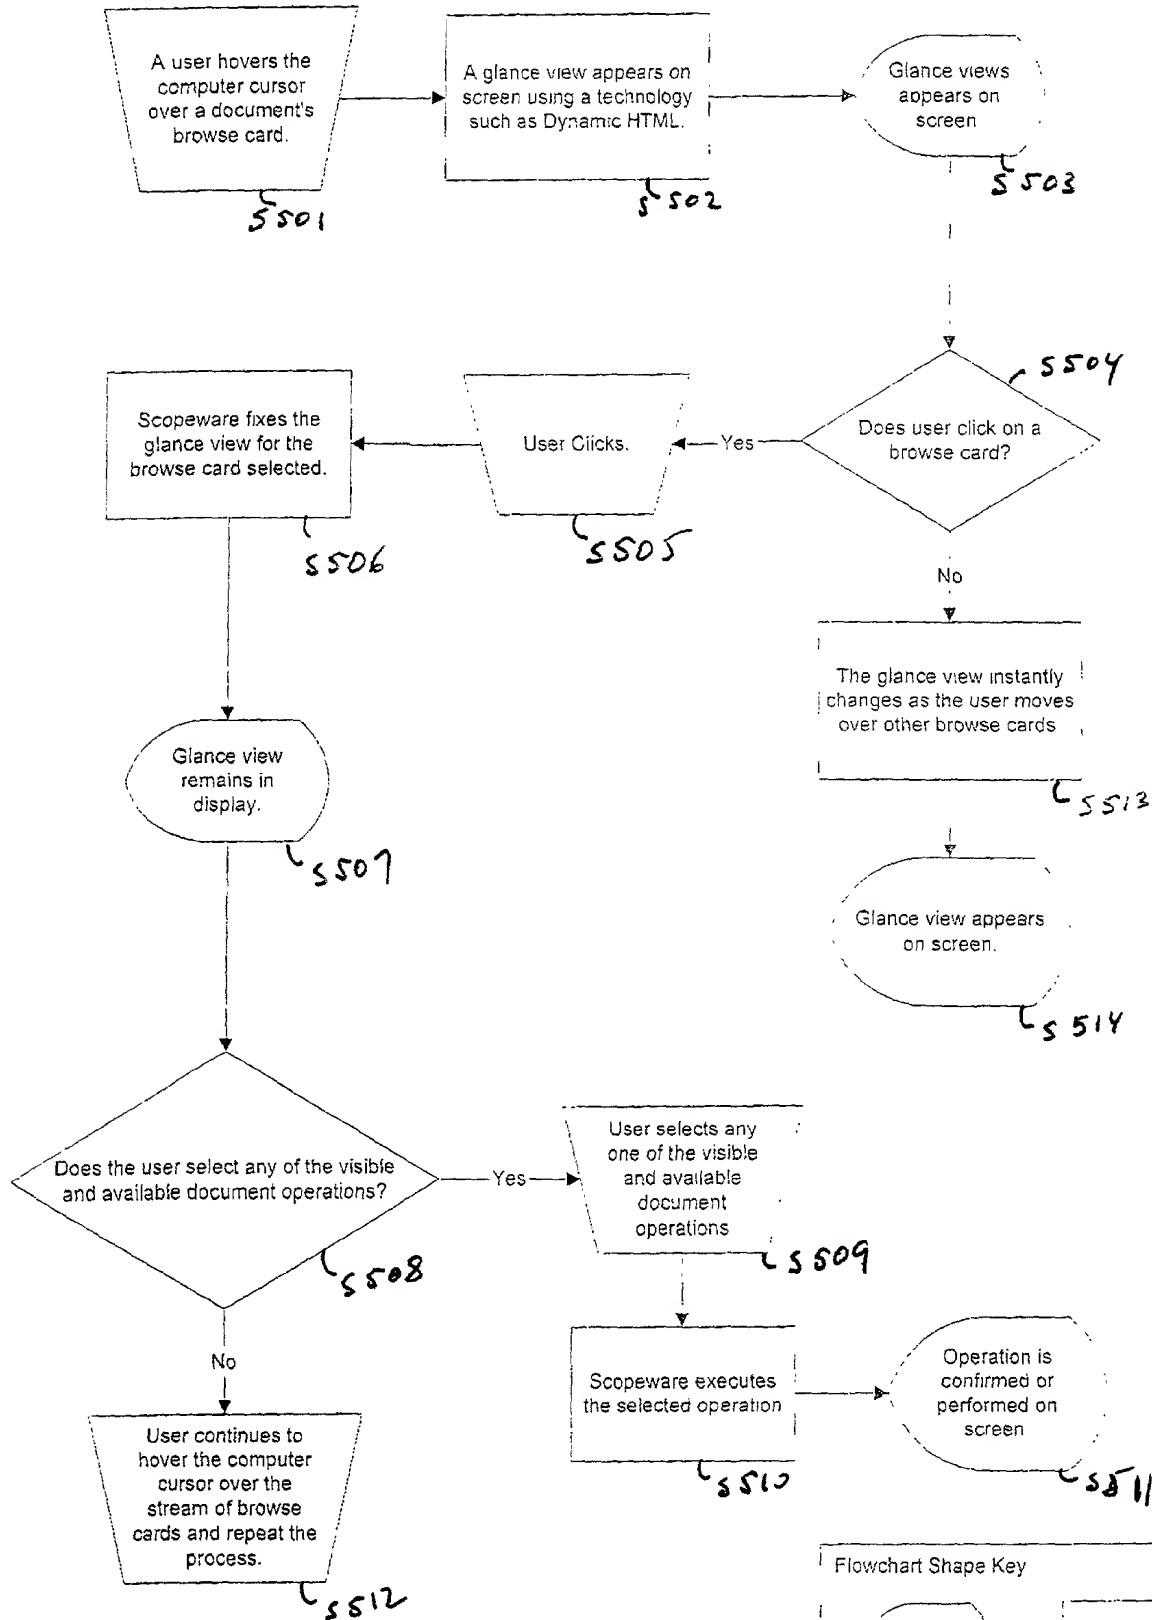 A user hovers the
computer cursor
over a document's
browse card.
S501
A glance view appears on
screen using a technology
such as Dynamic HTML.
S502
Glance views
appears on
screen
S503
S504
Does user click on a
browse card?
Yes
User Clicks.
S505
Scopeware fixes the
glance view for the
browse card selected.
S506
No
The glance view instantly
changes as the user moves
over other browse cards
S513
Glance view
remains in
display.
S507
Glance view appears
on screen.
S514
Does the user select any of the visible
and available document operations?
S508
Yes
User selects any
one of the visible
and available
document
operations
S509
Scopeware executes
the selected operation
S510
Operation is
confirmed or
performed on
screen
S511
No
User continues to
hover the computer
cursor over the
stream of browse
cards and repeat the
process.
S512
Flowchart Shape Key